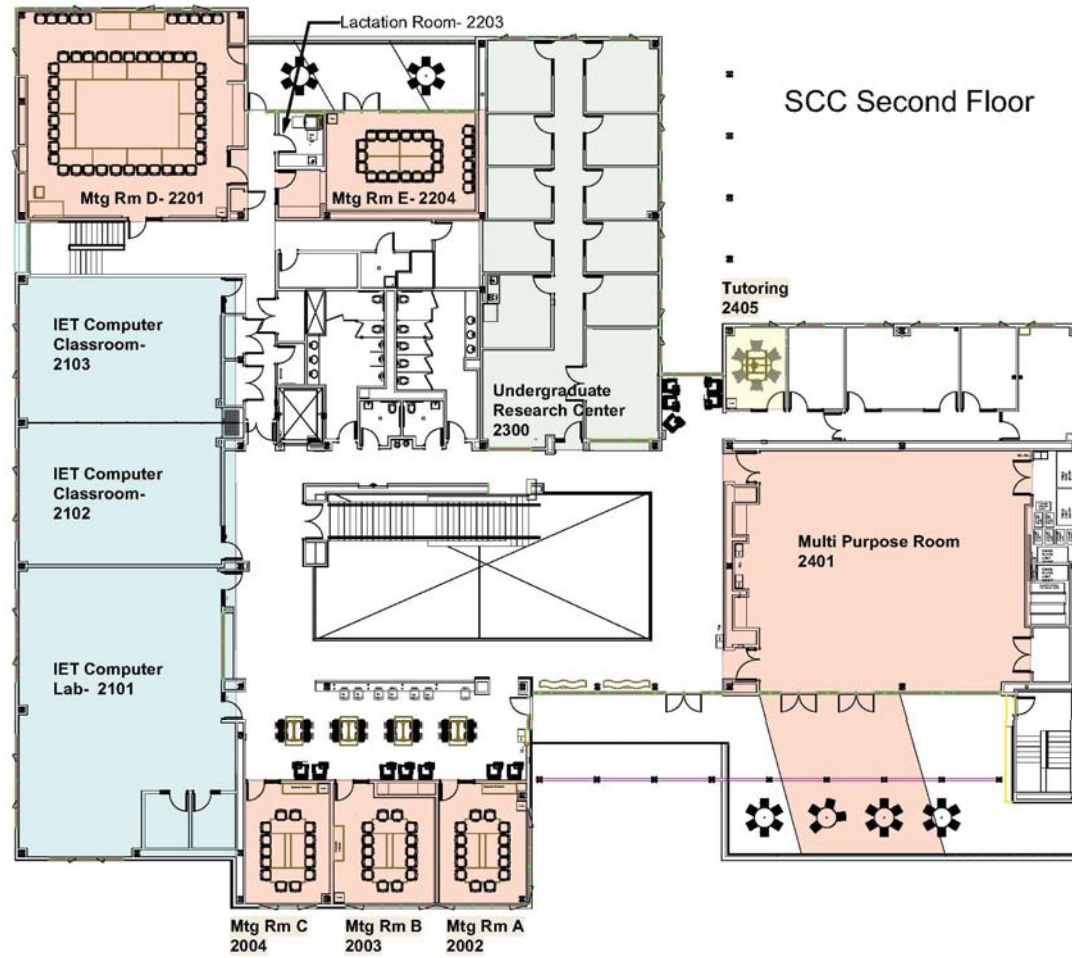 Lactation Room- 2203
SCC Second Floor
Mtg Rm D- 2201
Mtg Rm E- 2204
Tutoring
2405
IET Computer
Classroom-
2103
Undergraduate
Research Center
2300
IET Computer
Classroom-
2102
Multi Purpose Room
2401
IET Computer
Lab- 2101
Mtg Rm C
2004
Mtg Rm B
2003
Mtg Rm A
2002